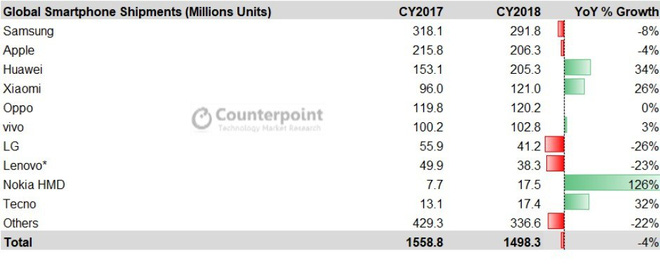 Global Smartphone Shipments (Millions Units) CY2017 CY2018 YoY % Growth
Samsung 318.1 291.8 -8%
Apple 215.8 206.3 -4%
Huawei 153.1 205.3 34%
Xiaomi 96.0 121.0 26%
Oppo 119.8 120.2 0%
vivo 100.2 102.8 3%
LG 55.9 41.2 -26%
Lenovo* 49.9 38.3 -23%
Nokia HMD 7.7 17.5 126%
Tecno 13.1 17.4 32%
Others 429.3 336.6 -22%
Total 1558.8 1498.3 -4%
Counterpoint
Technology Market Research